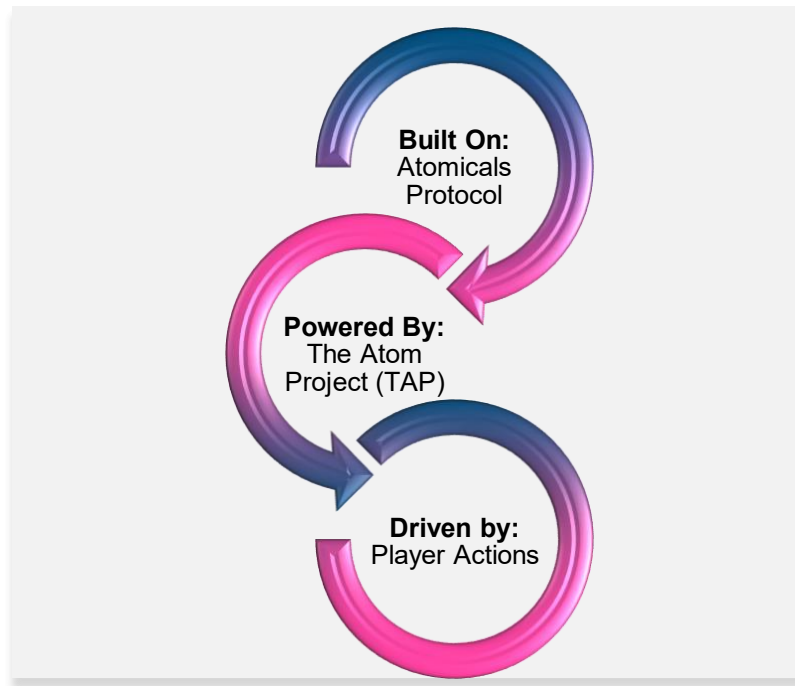 Built On:
Atomicals
Protocol
Powered By:
The Atom
Project (TAP)
Driven by:
Player Actions